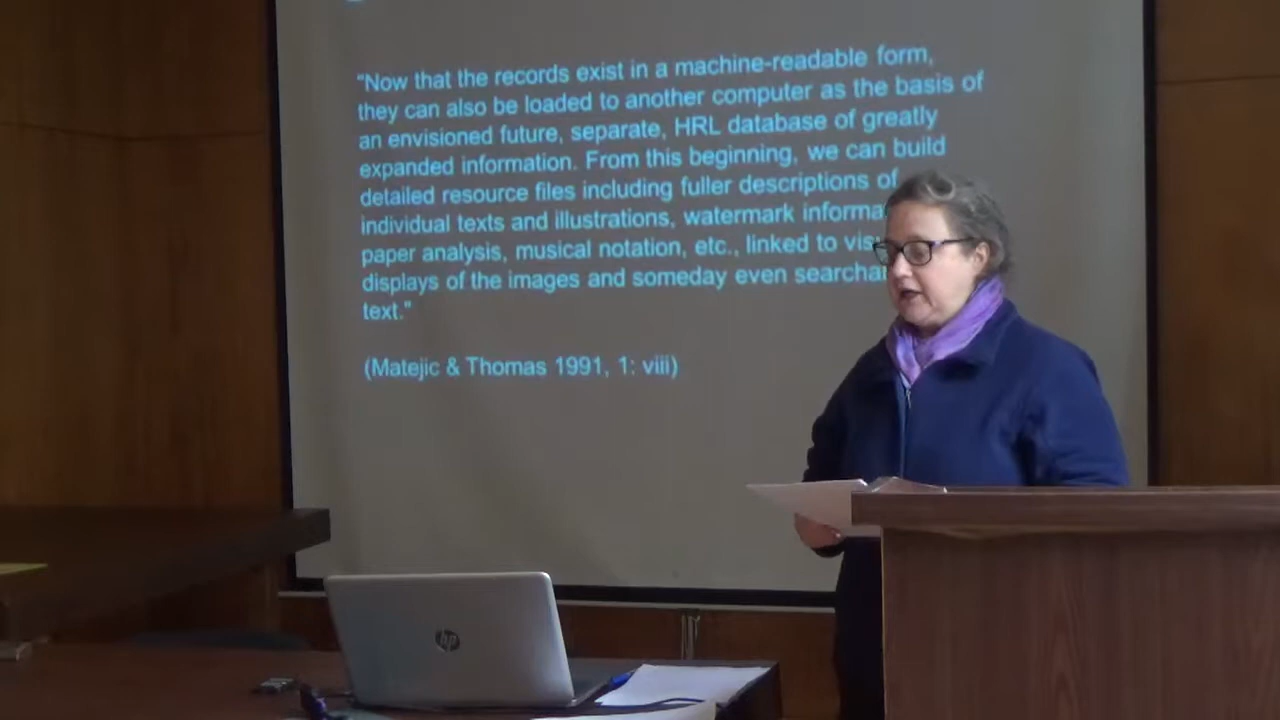 "Now that the records exist in a machine-readable form,
they can also be loaded to another computer as the basis of
an envisioned future, separate, HRL database of greatly
expanded information. From this beginning, we can build
detailed resource files including fuller descriptions of
individual texts and illustrations, watermark informa
paper analysis, musical notation, etc., linked to vis
displays of the images and someday even searcha
text."
(Matejic & Thomas 1991, 1: viii)
hp